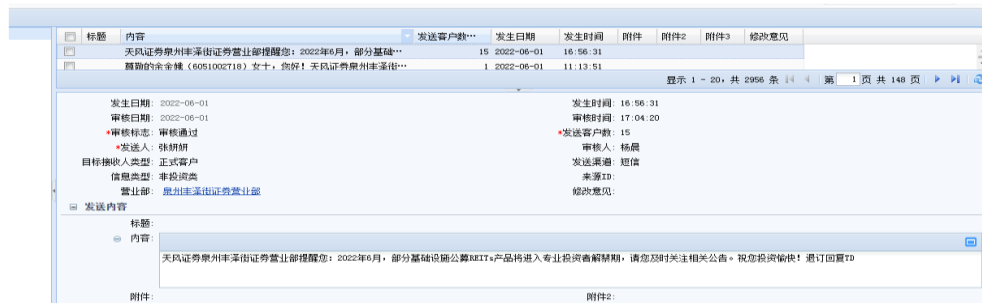 标题 内容 发送客户数… 发生日期 发生时间 附件 附件2 附件3 修改意见
天风证券泉州丰泽街证券营业部提醒您：2022年6月，部分基础… 15 2022-06-01 16:56:31
尊敬的余金娥（6051002718）女士，您好！天风证券泉州丰泽街… 1 2022-06-01 11:13:51
显示 1 - 20，共 2956 条 第 1 页 共 148 页
发生日期: 2022-06-01 发生时间: 16:56:31
审核日期: 2022-06-01 审核时间: 17:04:20
*审核标志: 审核通过 *发送客户数: 15
*发送人: 张妍妍 审核人: 杨晨
目标接收人类型: 正式客户 发送渠道: 短信
信息类型: 非投资类 来源ID:
营业部: 泉州丰泽街证券营业部 修改意见:
发送内容
标题:
内容:
天风证券泉州丰泽街证券营业部提醒您：2022年6月，部分基础设施公募REITs产品将进入专业投资者解禁期，请您及时关注相关公告。祝您投资愉快！退订回复TD
附件: 附件2: